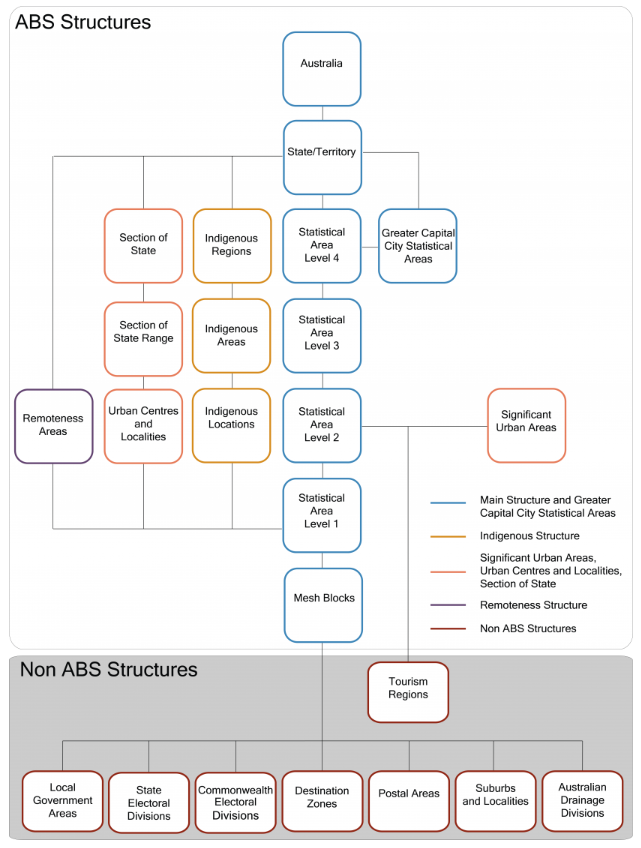 ABS Structures
Australia
State/Territory
Section of
State
Indigenous
Regions
Statistical
Area
Level 4
Greater Capital
City Statistical
Areas
Section of
State Range
Indigenous
Areas
Statistical
Area
Level 3
Remoteness
Areas
Urban Centres
and
Localities
Indigenous
Locations
Statistical
Area
Level 2
Significant
Urban Areas
Statistical
Area
Level 1
Mesh Blocks
Main Structure and Greater
Capital City Statistical Areas
Indigenous Structure
Significant Urban Areas,
Urban Centres and Localities,
Section of State
Remoteness Structure
Non ABS Structures
Non ABS Structures
Tourism
Regions
Local
Government
Areas
State
Electoral
Divisions
Commonwealth
Electoral
Divisions
Destination
Zones
Postal Areas
Suburbs
and Localities
Australian
Drainage
Divisions